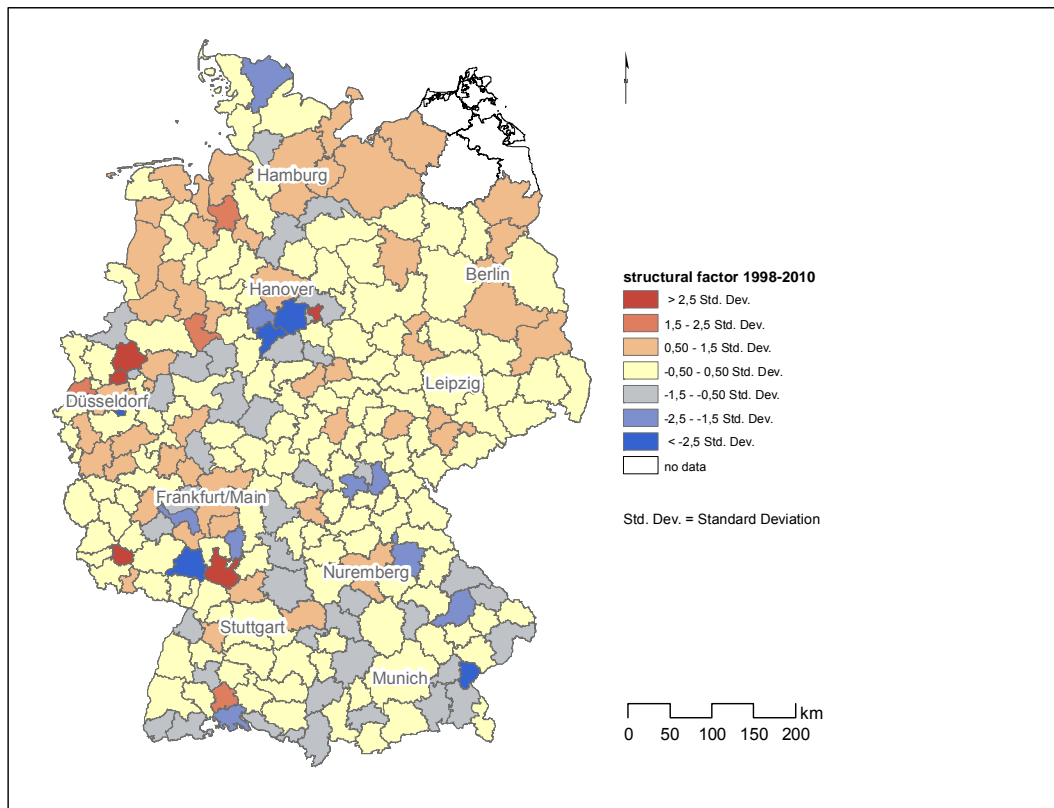 Hamburg
Berlin
Hanover
Leipzig
Düsseldorf
Frankfurt/Main
Nuremberg
Stuttgart
Munich
structural factor 1998-2010
> 2,5 Std. Dev.
1,5 - 2,5 Std. Dev.
0,50 - 1,5 Std. Dev.
-0,50 - 0,50 Std. Dev.
-1,5 - -0,50 Std. Dev.
-2,5 - -1,5 Std. Dev.
< -2,5 Std. Dev.
no data
Std. Dev. = Standard Deviation
km
0 50 100 150 200